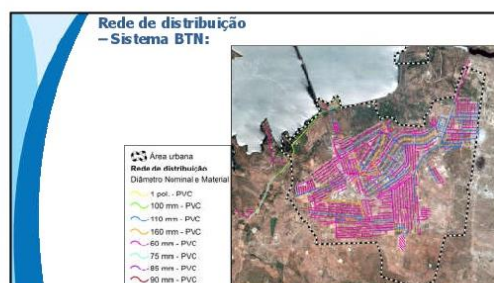 Rede de distribuição
– Sistema BTN:
Área urbana
Rede de distribuição
Diâmetro Nominal e Material
1 pol. - PVC
100 mm - PVC
110 mm - PVC
160 mm - PVC
60 mm - PVC
75 mm - PVC
85 mm - PVC
90 mm - PVC